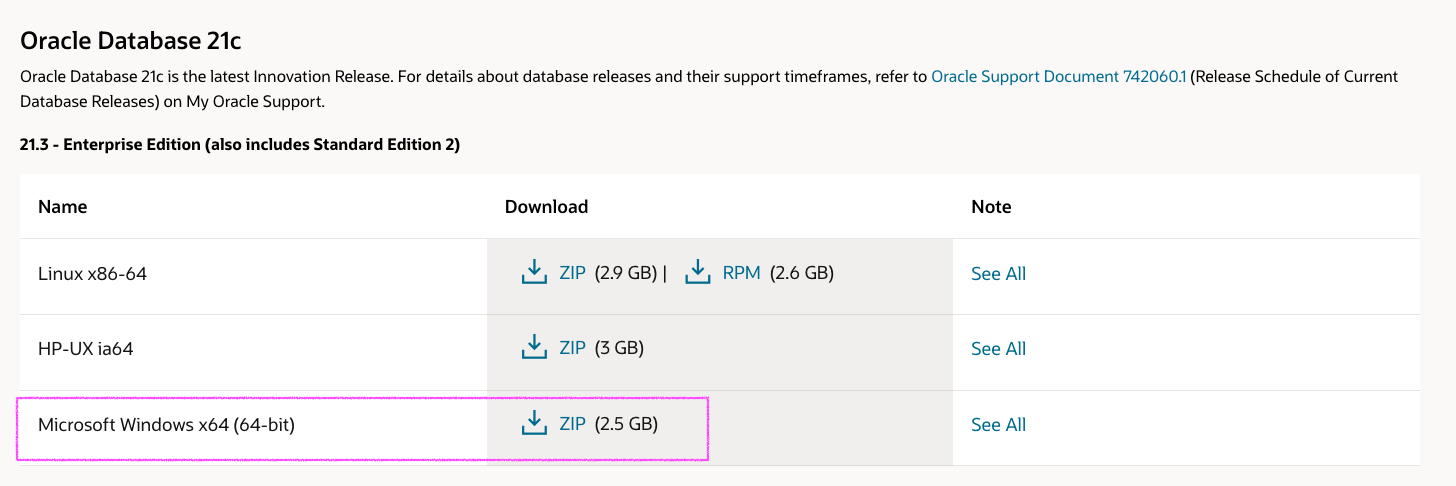 Oracle Database 21c
Oracle Database 21c is the latest Innovation Release. For details about database releases and their support timeframes, refer to Oracle Support Document 742060.1 (Release Schedule of Current
Database Releases) on My Oracle Support.
21.3 - Enterprise Edition (also includes Standard Edition 2)
Name Download Note
Linux x86-64 ZIP (2.9 GB) | RPM (2.6 GB) See All
HP-UX ia64 ZIP (3 GB) See All
Microsoft Windows x64 (64-bit) ZIP (2.5 GB) See All